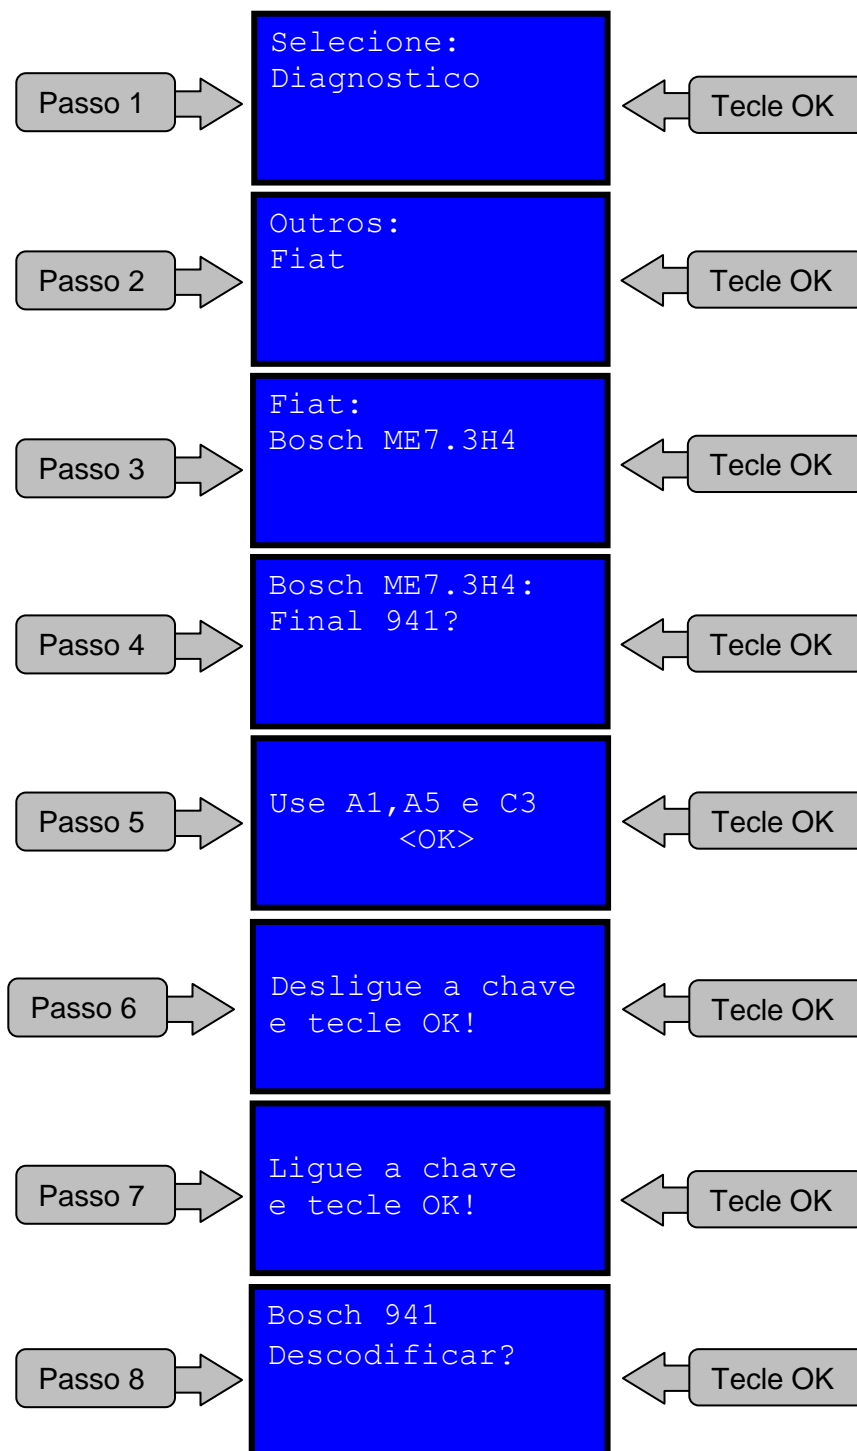 Passo 1
Selecione:
Diagnostico
Tecle OK
Passo 2
Outros:
Fiat
Tecle OK
Passo 3
Fiat:
Bosch ME7.3H4
Tecle OK
Passo 4
Bosch ME7.3H4:
Final 941?
Tecle OK
Passo 5
Use A1,A5 e C3
<OK>
Tecle OK
Passo 6
Desligue a chave
e tecle OK!
Tecle OK
Passo 7
Ligue a chave
e tecle OK!
Tecle OK
Passo 8
Bosch 941
Descodificar?
Tecle OK